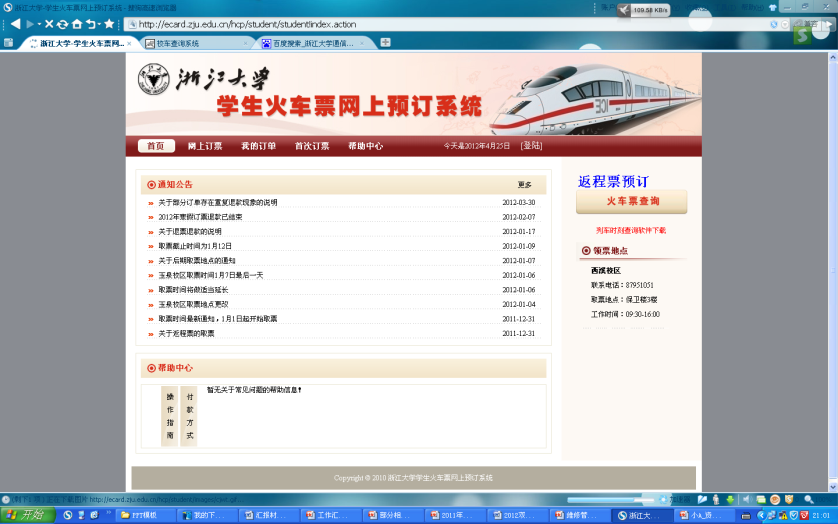 浙江大学-学生火车票网上预订系统 -
109.58 KB/s
http://ecard.zju.edu.cn/hcp/student/studentIndex.action
浙江大学-学生火车票网...
校车查询系统
百度搜索_浙江大学通信...
浙江大学
学生火车票网上预订系统
首页 网上订票 我的订单 首次订票 帮助中心 今天是2012年4月25日 [登陆]
通知公告 更多
关于部分订单存在重复退款现象的说明 2012-03-30
2012年寒假订票退款已结束 2012-02-07
关于退票退款的说明 2012-01-17
取票截止时间为1月12日 2012-01-09
关于后期取票地点的通知 2012-01-07
玉泉校区取票时间1月7日最后一天 2012-01-06
取票时间将做适当延长 2012-01-06
玉泉校区取票地点更改 2012-01-04
取票时间最新通知,1月1日起开始取票 2011-12-31
关于返程票的取票 2011-12-31
返程票预订
火车票查询
列车时刻查询软件下载
领票地点
西溪校区
联系电话:87951051
取票地点:保卫楼3楼
工作时间:09:30-16:00
帮助中心
操作指南
付款方式
暂无关于常见问题的帮助信息!
Copyright © 2010 浙江大学学生火车票网上预订系统
开始
PPT模板
我的下...
汇报材...
工作汇...
部分相...
2011年...
2012双...
维修管...
浙江大...
小A_资...
21:01